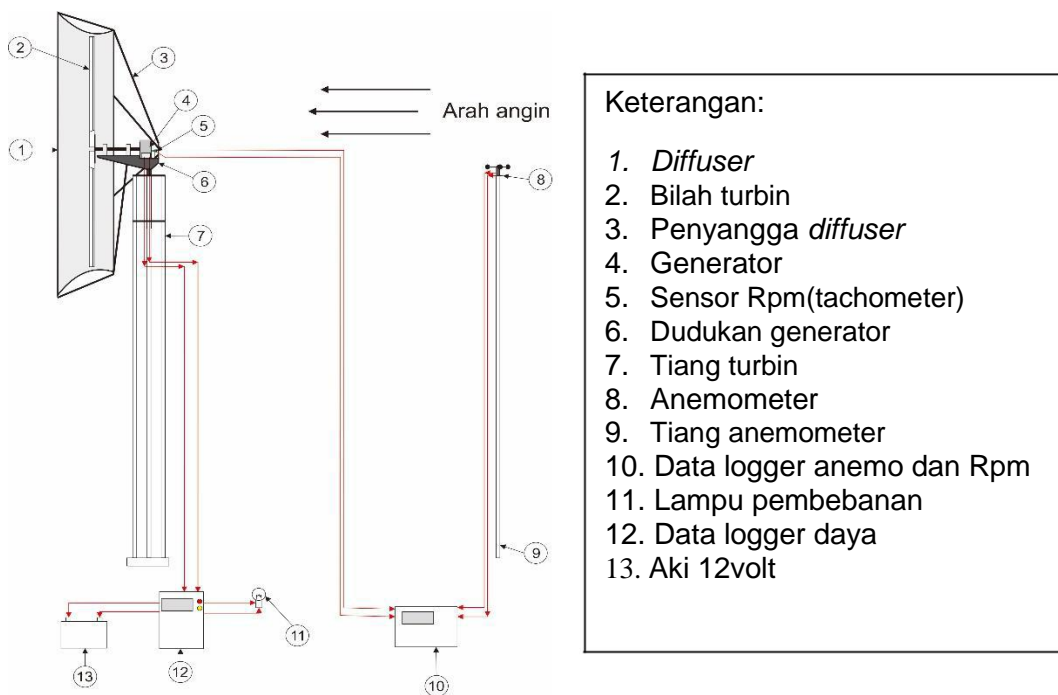 2
3
4
5
1
6
7
Arah angin
8
9
11
13
12
10
Keterangan:
1. Diffuser
2. Bilah turbin
3. Penyangga diffuser
4. Generator
5. Sensor Rpm(tachometer)
6. Dudukan generator
7. Tiang turbin
8. Anemometer
9. Tiang anemometer
10. Data logger anemo dan Rpm
11. Lampu pembebanan
12. Data logger daya
13. Aki 12volt